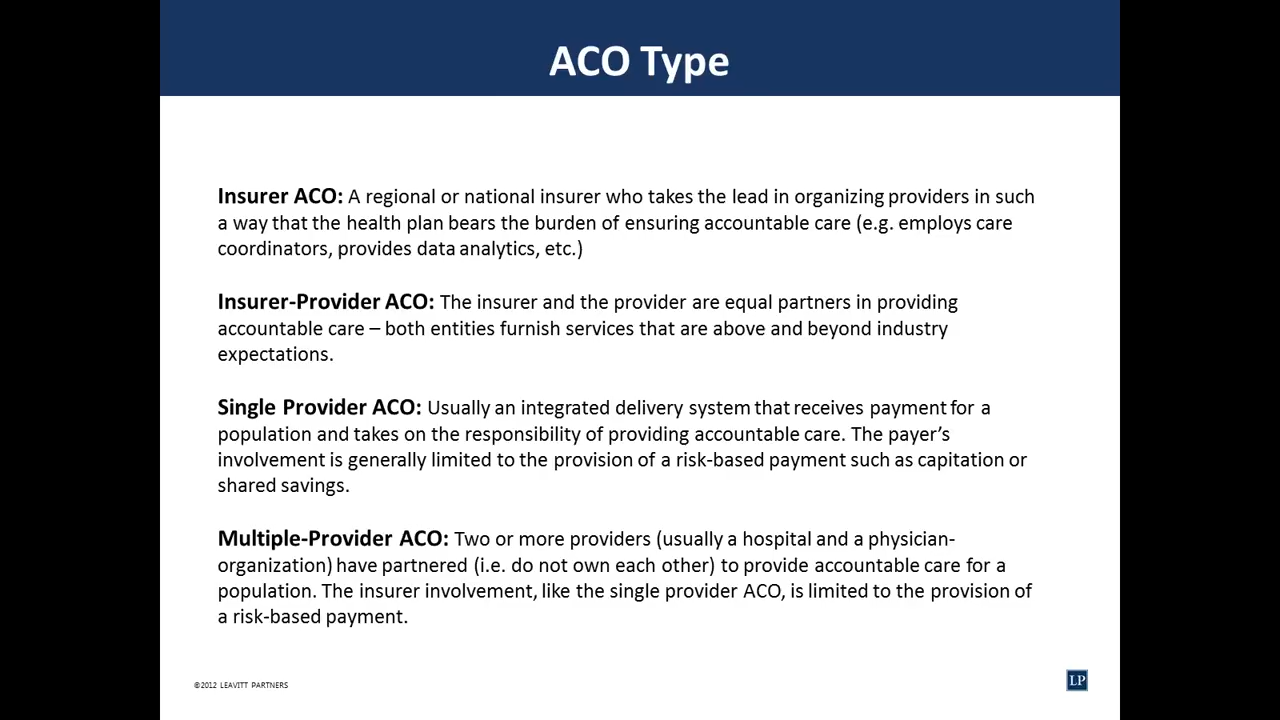 ACO Type
Insurer ACO: A regional or national insurer who takes the lead in organizing providers in such
a way that the health plan bears the burden of ensuring accountable care (e.g. employs care
coordinators, provides data analytics, etc.)
Insurer-Provider ACO: The insurer and the provider are equal partners in providing
accountable care – both entities furnish services that are above and beyond industry
expectations.
Single Provider ACO: Usually an integrated delivery system that receives payment for a
population and takes on the responsibility of providing accountable care. The payer’s
involvement is generally limited to the provision of a risk-based payment such as capitation or
shared savings.
Multiple-Provider ACO: Two or more providers (usually a hospital and a physician-
organization) have partnered (i.e. do not own each other) to provide accountable care for a
population. The insurer involvement, like the single provider ACO, is limited to the provision of
a risk-based payment.
©2012 LEAVITT PARTNERS
LP